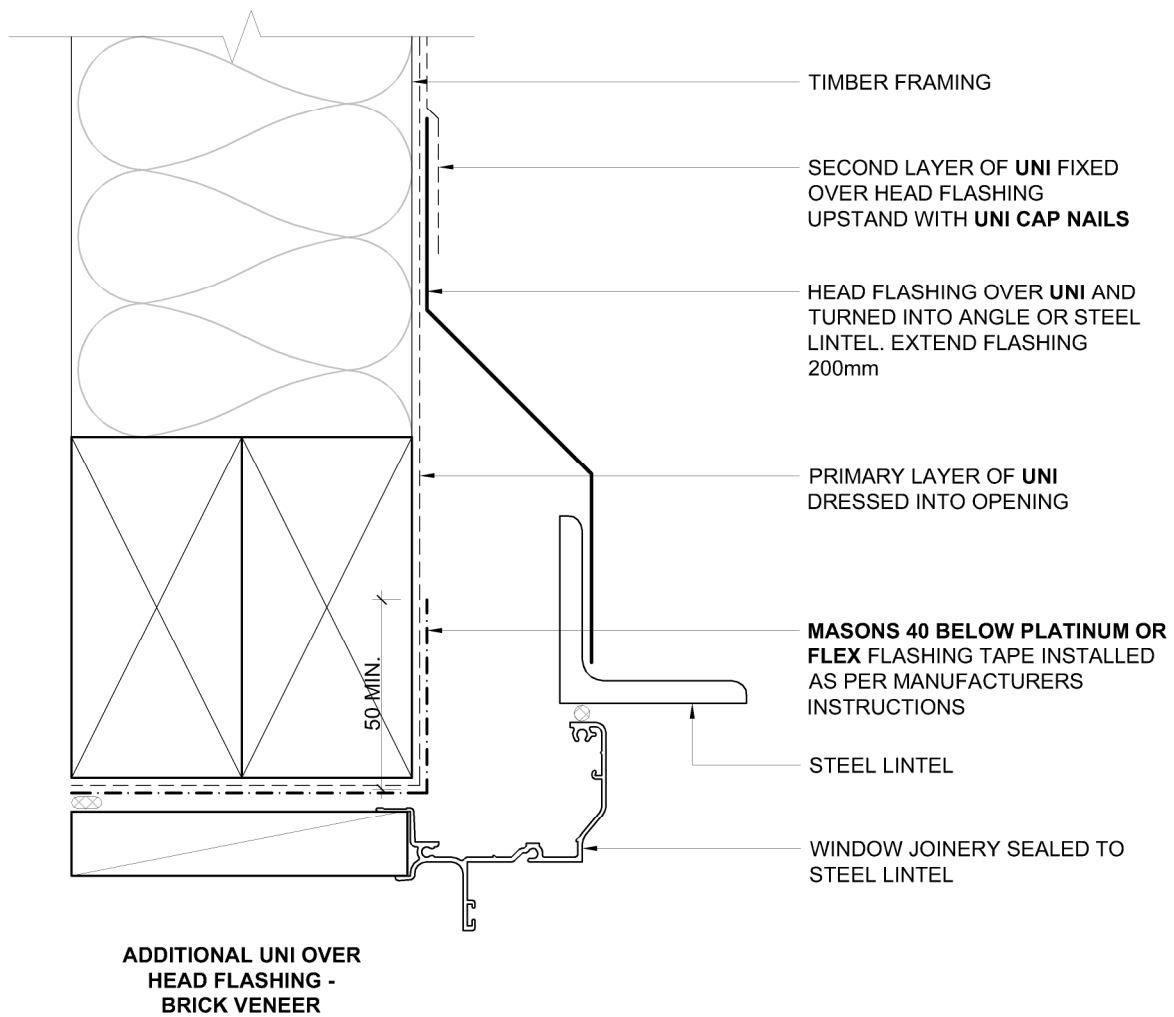 TIMBER FRAMING
SECOND LAYER OF UNI FIXED
OVER HEAD FLASHING
UPSTAND WITH UNI CAP NAILS
HEAD FLASHING OVER UNI AND
TURNED INTO ANGLE OR STEEL
LINTEL. EXTEND FLASHING
200mm
PRIMARY LAYER OF UNI
DRESSED INTO OPENING
50 MIN.
MASONS 40 BELOW PLATINUM OR
FLEX FLASHING TAPE INSTALLED
AS PER MANUFACTURERS
INSTRUCTIONS
STEEL LINTEL
WINDOW JOINERY SEALED TO
STEEL LINTEL
ADDITIONAL UNI OVER
HEAD FLASHING -
BRICK VENEER